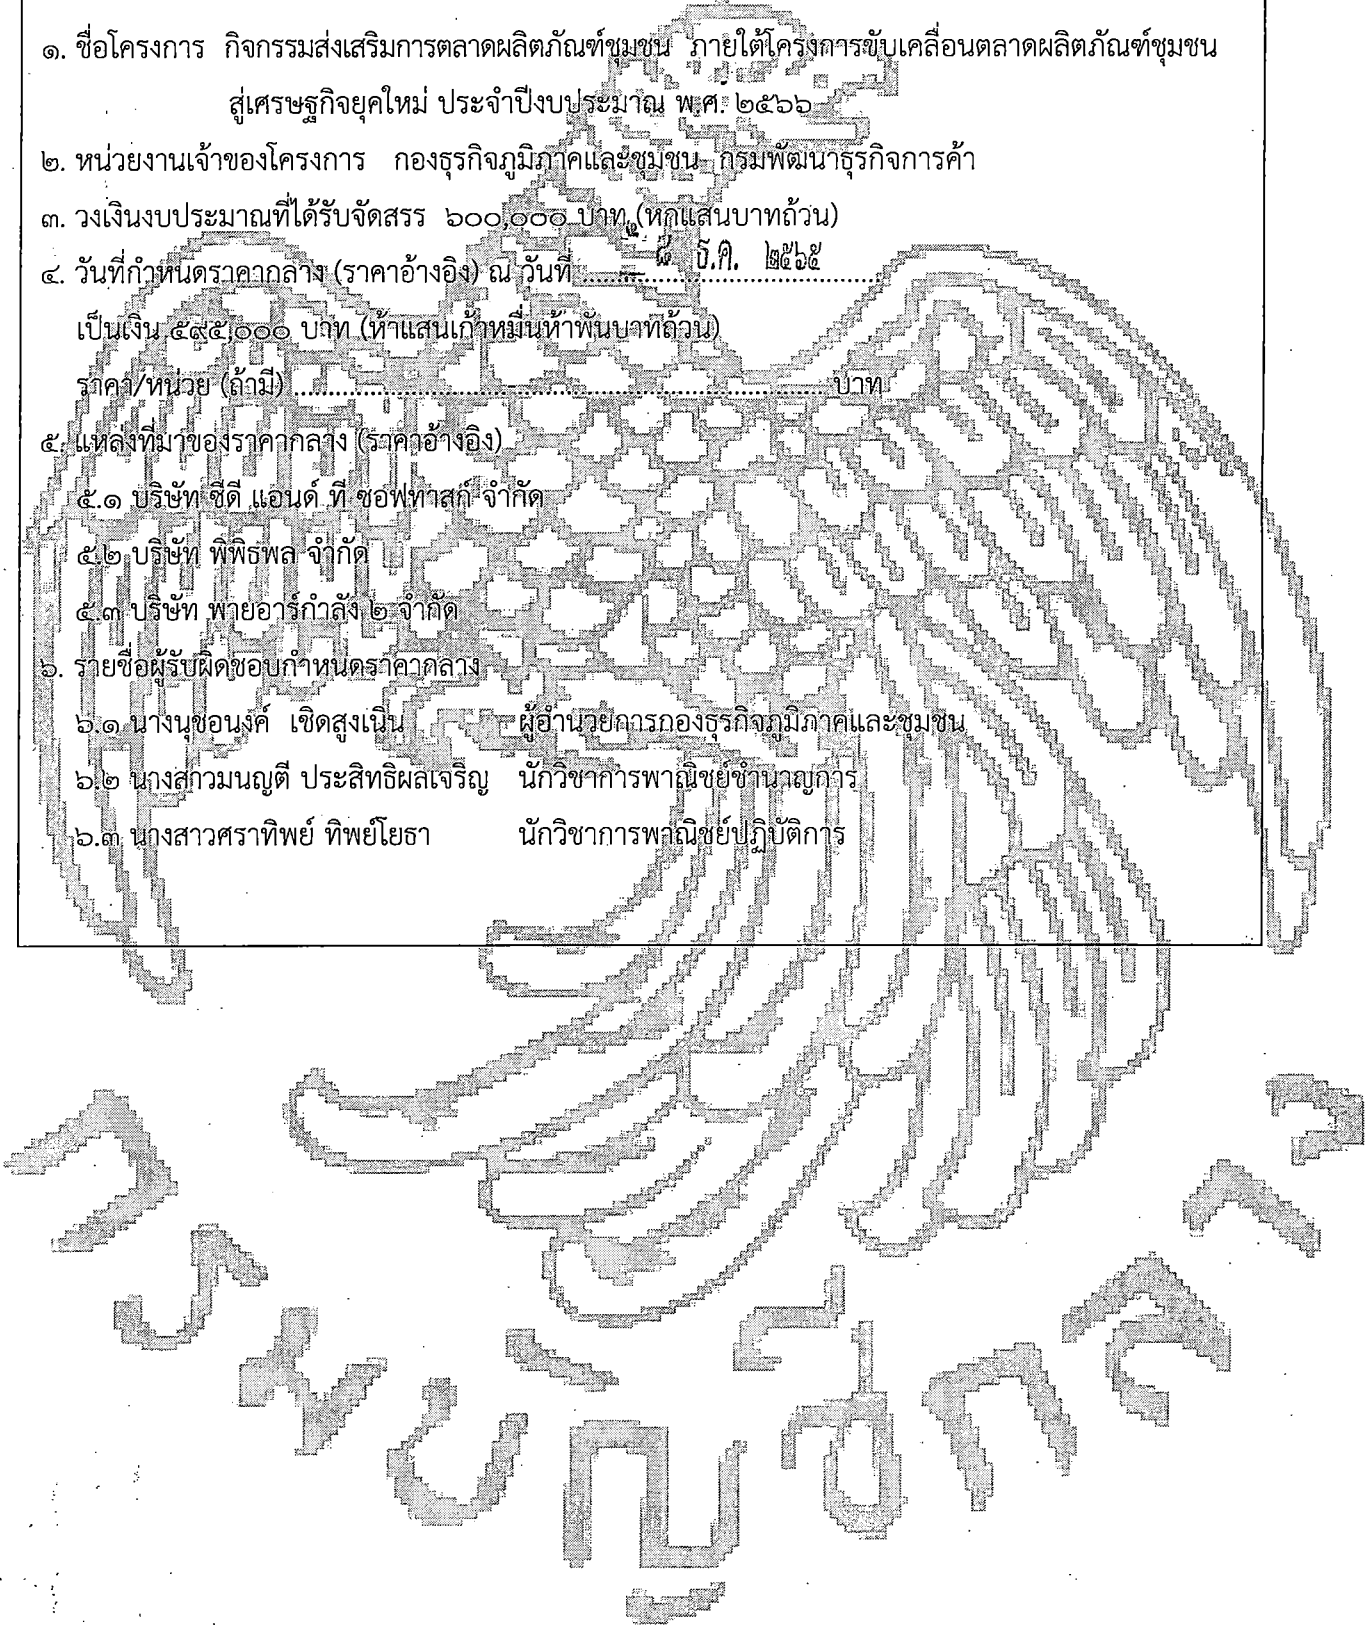 ๑. ชื่อโครงการ กิจกรรมส่งเสริมการตลาดผลิตภัณฑ์ชุมชน ภายใต้โครงการขับเคลื่อนตลาดผลิตภัณฑ์ชุมชน
สู่เศรษฐกิจยุคใหม่ ประจำปีงบประมาณ พ.ศ. ๒๕๖๖
๒. หน่วยงานเจ้าของโครงการ กองธุรกิจภูมิภาคและชุมชน กรมพัฒนาธุรกิจการค้า
๓. วงเงินงบประมาณที่ได้รับจัดสรร ๖๐๐,๐๐๐ บาท (หกแสนบาทถ้วน)
๔. วันที่กำหนดราคากลาง (ราคาอ้างอิง) ณ วันที่ ........ ธ.ค. ๒๕๖๕
เป็นเงิน ๕๙๕,๐๐๐ บาท (ห้าแสนเก้าหมื่นห้าพันบาทถ้วน)
ราคา/หน่วย (ถ้ามี) ........................................ บาท
๕. แหล่งที่มาของราคากลาง (ราคาอ้างอิง)
๕.๑ บริษัท ซีดี แอนด์ ที ซอฟทาสก์ จำกัด
๕.๒ บริษัท พิพิธพล จำกัด
๕.๓ บริษัท พายอาร์กำลัง ๒ จำกัด
๖. รายชื่อผู้รับผิดชอบกำหนดราคากลาง
๖.๑ นางนุชอนงค์ เชิดสูงเนิน ผู้อำนวยการกองธุรกิจภูมิภาคและชุมชน
๖.๒ นางสาวมนญตี ประสิทธิผลเจริญ นักวิชาการพาณิชย์ชำนาญการ
๖.๓ นางสาวศราทิพย์ ทิพย์โยธา นักวิชาการพาณิชย์ปฏิบัติการ